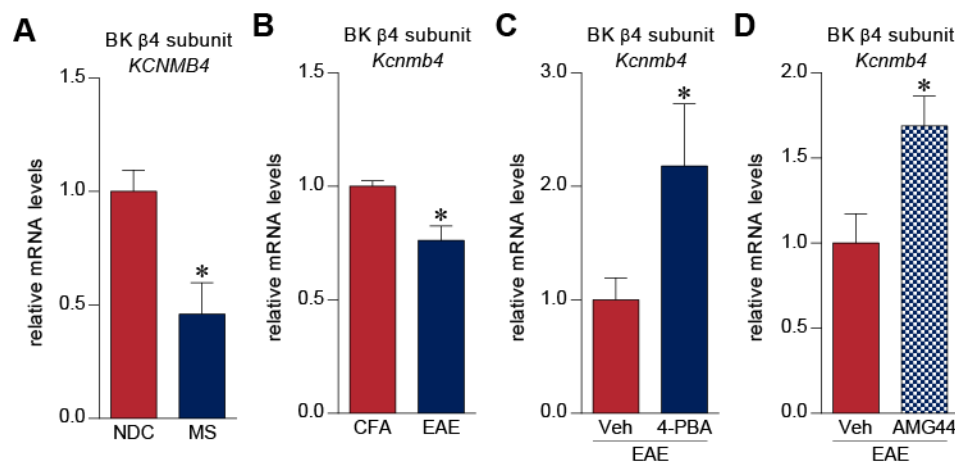 A
BK β4 subunit
KCNMB4
relative mRNA levels
1.5
1.0
0.5
0.0
*
NDC MS
B
BK β4 subunit
Kcnmb4
relative mRNA levels
1.5
1.0
0.5
0.0
*
CFA EAE
C
BK β4 subunit
Kcnmb4
relative mRNA levels
3.0
2.0
1.0
0.0
*
Veh 4-PBA
EAE
D
BK β4 subunit
Kcnmb4
relative mRNA levels
2.0
1.5
1.0
0.5
0.0
*
Veh AMG44
EAE